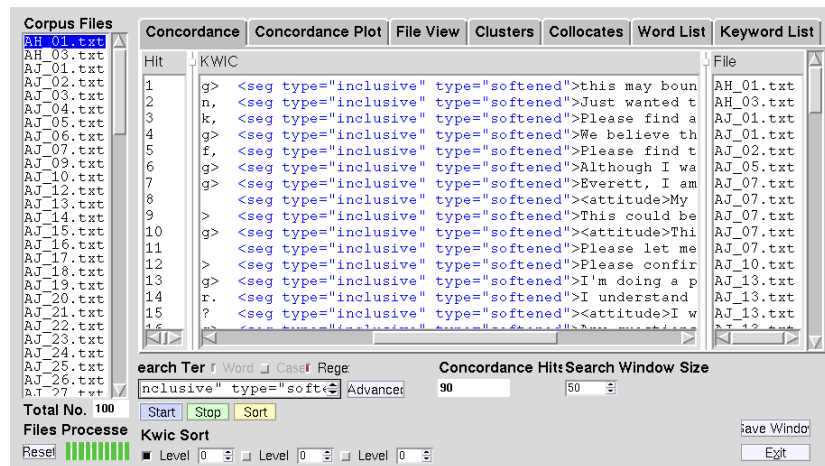 Corpus Files
AH_01.txt
AH_03.txt
AJ_01.txt
AJ_02.txt
AJ_03.txt
AJ_04.txt
AJ_05.txt
AJ_06.txt
AJ_07.txt
AJ_09.txt
AJ_10.txt
AJ_12.txt
AJ_13.txt
AJ_14.txt
AJ_15.txt
AJ_16.txt
AJ_17.txt
AJ_18.txt
AJ_19.txt
AJ_20.txt
AJ_21.txt
AJ_22.txt
AJ_23.txt
AJ_24.txt
AJ_25.txt
AJ_26.txt
AJ_27.txt
Total No. 100
Files Processe
Reset
Concordance Concordance Plot File View Clusters Collocates Word List Keyword List
Hit KWIC File
1 g> <seg type="inclusive" type="softened">this may boun AH_01.txt
2 n, <seg type="inclusive" type="softened">Just wanted t AH_03.txt
3 k, <seg type="inclusive" type="softened">Please find a AJ_01.txt
4 g> <seg type="inclusive" type="softened">We believe th AJ_01.txt
5 f, <seg type="inclusive" type="softened">Please find t AJ_02.txt
6 g> <seg type="inclusive" type="softened">Although I wa AJ_05.txt
7 g> <seg type="inclusive" type="softened">Everett, I am AJ_07.txt
8 <seg type="inclusive" type="softened"><attitude>My AJ_07.txt
9 > <seg type="inclusive" type="softened">This could be AJ_07.txt
10 g> <seg type="inclusive" type="softened"><attitude>Thi AJ_07.txt
11 <seg type="inclusive" type="softened">Please let me AJ_07.txt
12 > <seg type="inclusive" type="softened">Please confir AJ_10.txt
13 g> <seg type="inclusive" type="softened">I'm doing a p AJ_13.txt
14 r. <seg type="inclusive" type="softened">I understand AJ_13.txt
15 ? <seg type="inclusive" type="softened"><attitude>I w AJ_13.txt
earch Ter Word Case Rege Concordance Hits Search Window Size
nclusive" type="softe Advanced 90 50
Start Stop Sort
Kwic Sort
Level 0 Level 0 Level 0
Save Windo
Exit